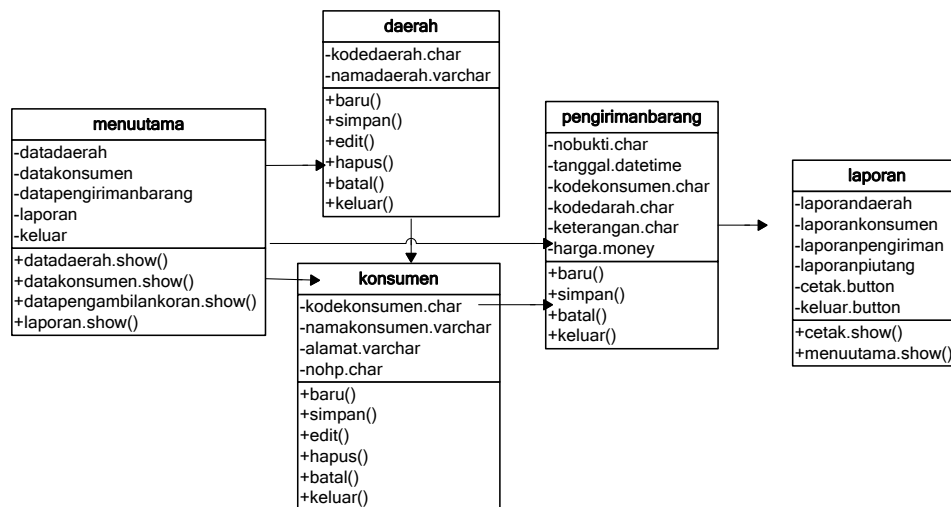 menuutama
-datadaerah
-datakonsumen
-datapengirimanbarang
-laporan
-keluar
+datadaerah.show()
+datakonsumen.show()
+datapengambilankoran.show()
+laporan.show()
daerah
-kodedaerah.char
-namadaerah.varchar
+baru()
+simpan()
+edit()
+hapus()
+batal()
+keluar()
konsumen
-kodekonsumen.char
-namakonsumen.varchar
-alamat.varchar
-nohp.char
+baru()
+simpan()
+edit()
+hapus()
+batal()
+keluar()
pengirimanbarang
-nobukti.char
-tanggal.datetime
-kodekonsumen.char
-kodedarah.char
-keterangan.char
-harga.money
+baru()
+simpan()
+batal()
+keluar()
laporan
-laporandaerah
-laporankonsumen
-laporanpengiriman
-laporanpiutang
-cetak.button
-keluar.button
+cetak.show()
+menuutama.show()